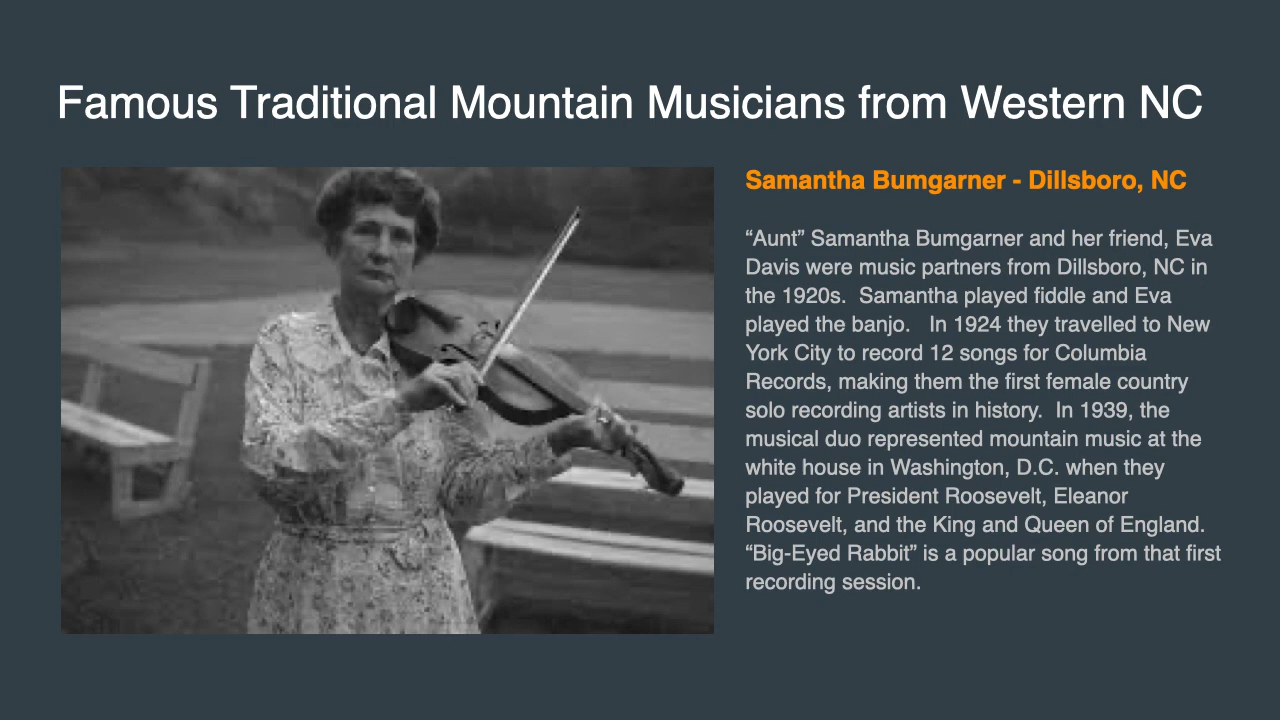 Famous Traditional Mountain Musicians from Western NC
Samantha Bumgarner - Dillsboro, NC
“Aunt” Samantha Bumgarner and her friend, Eva
Davis were music partners from Dillsboro, NC in
the 1920s.  Samantha played fiddle and Eva
played the banjo.   In 1924 they travelled to New
York City to record 12 songs for Columbia
Records, making them the first female country
solo recording artists in history.  In 1939, the
musical duo represented mountain music at the
white house in Washington, D.C. when they
played for President Roosevelt, Eleanor
Roosevelt, and the King and Queen of England.
“Big-Eyed Rabbit” is a popular song from that first
recording session.